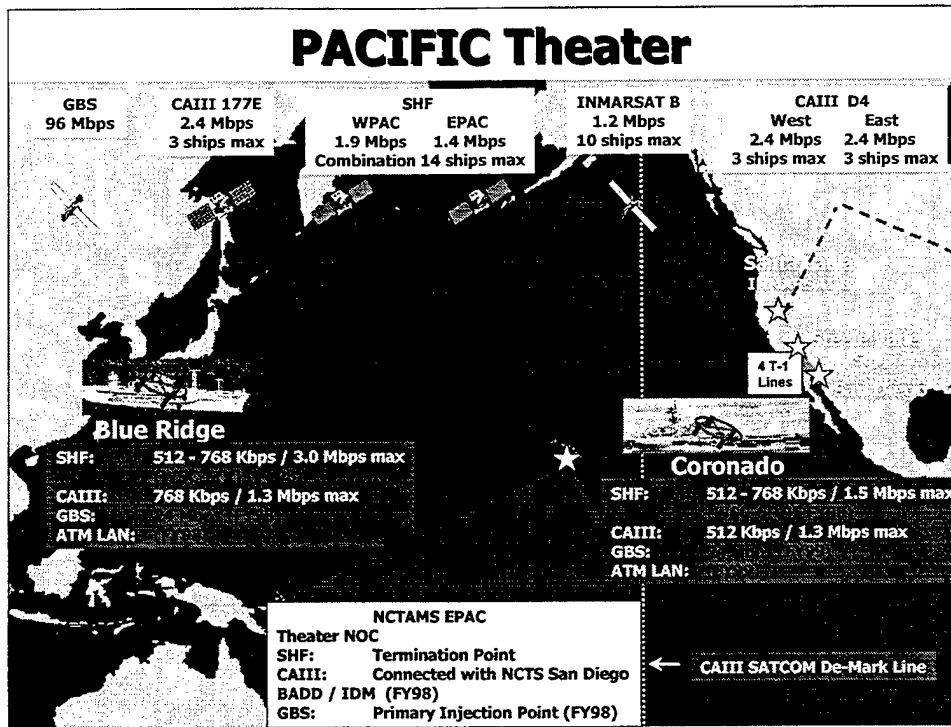 PACIFIC Theater
GBS
96 Mbps
CAIII 177E
2.4 Mbps
3 ships max
SHF
WPAC EPAC
1.9 Mbps 1.4 Mbps
Combination 14 ships max
INMARSAT B
1.2 Mbps
10 ships max
CAIII D4
West East
2.4 Mbps 2.4 Mbps
3 ships max 3 ships max
4 T-1
Lines
Blue Ridge
SHF: 512 - 768 Kbps / 3.0 Mbps max
CAIII: 768 Kbps / 1.3 Mbps max
GBS:
ATM LAN:
Coronado
SHF: 512 - 768 Kbps / 1.5 Mbps max
CAIII: 512 Kbps / 1.3 Mbps max
GBS:
ATM LAN:
NCTAMS EPAC
Theater NOC
SHF: Termination Point
CAIII: Connected with NCTS San Diego
BADD / IDM (FY98)
GBS: Primary Injection Point (FY98)
CAIII SATCOM De-Mark Line